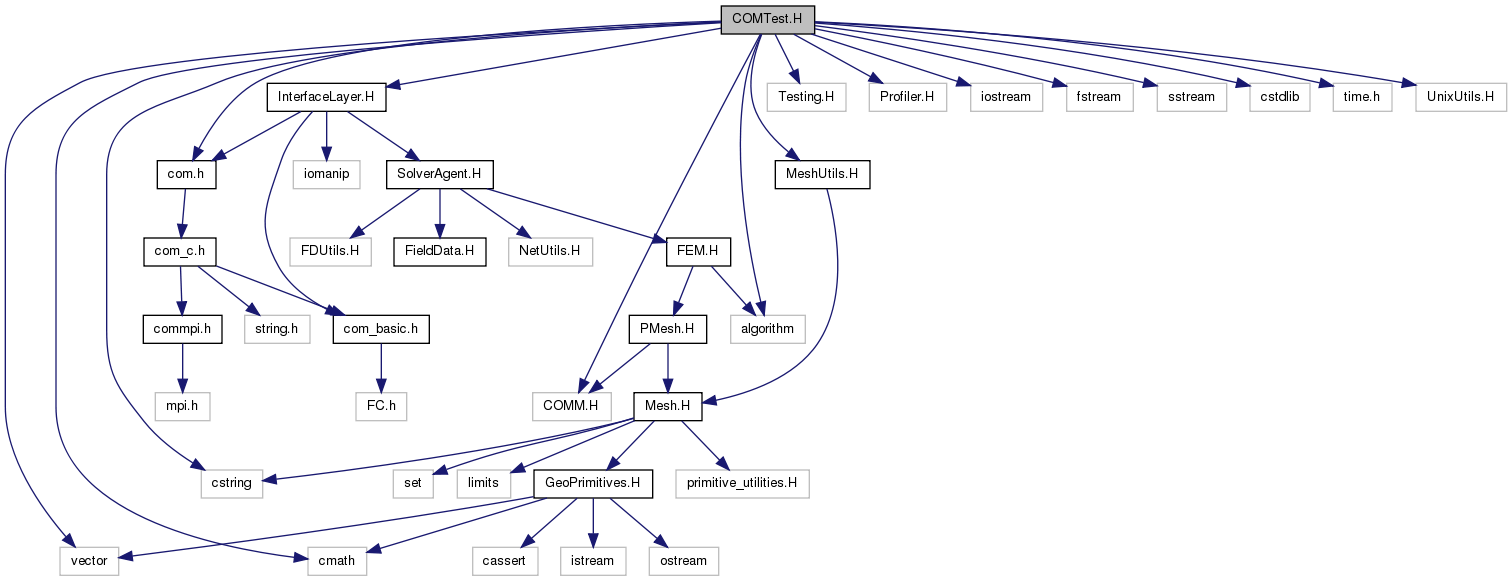 COMTest.H
InterfaceLayer.H
Testing.H
Profiler.H
iostream
fstream
sstream
cstdlib
time.h
UnixUtils.H
com.h
iomanip
SolverAgent.H
MeshUtils.H
com_c.h
FDUtils.H
FieldData.H
NetUtils.H
FEM.H
commpi.h
string.h
com_basic.h
PMesh.H
algorithm
mpi.h
FC.h
COMM.H
Mesh.H
cstring
set
limits
GeoPrimitives.H
primitive_utilities.H
vector
cmath
cassert
istream
ostream